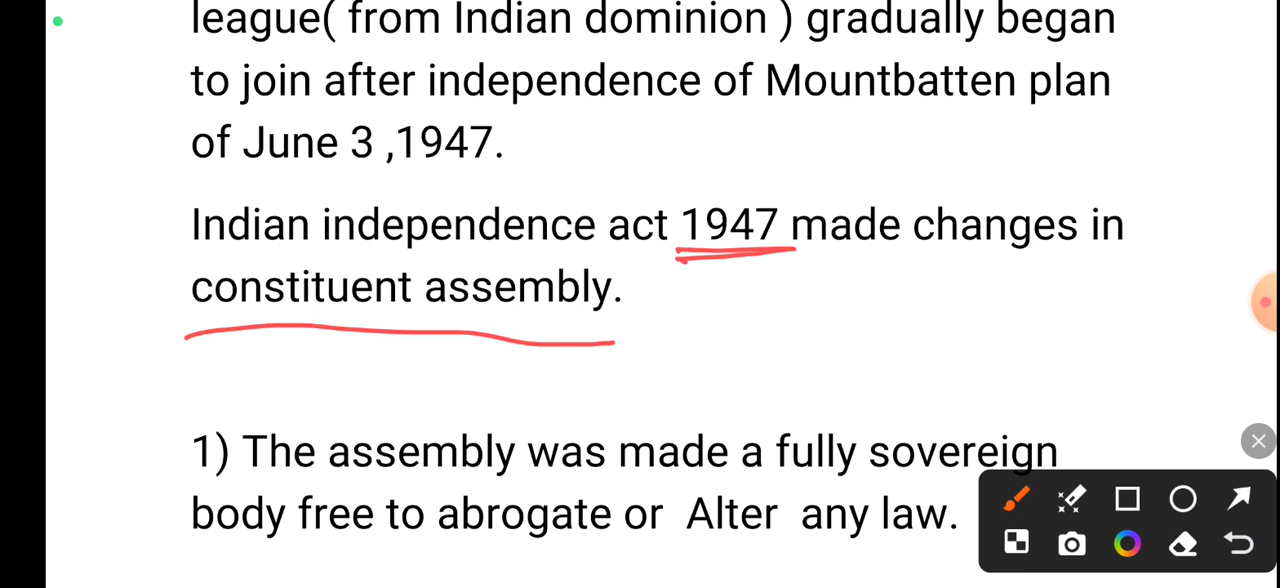 league( from Indian dominion ) gradually began
to join after independence of Mountbatten plan
of June 3 ,1947.
Indian independence act 1947 made changes in
constituent assembly.
1) The assembly was made a fully sovereign
body free to abrogate or  Alter  any law.